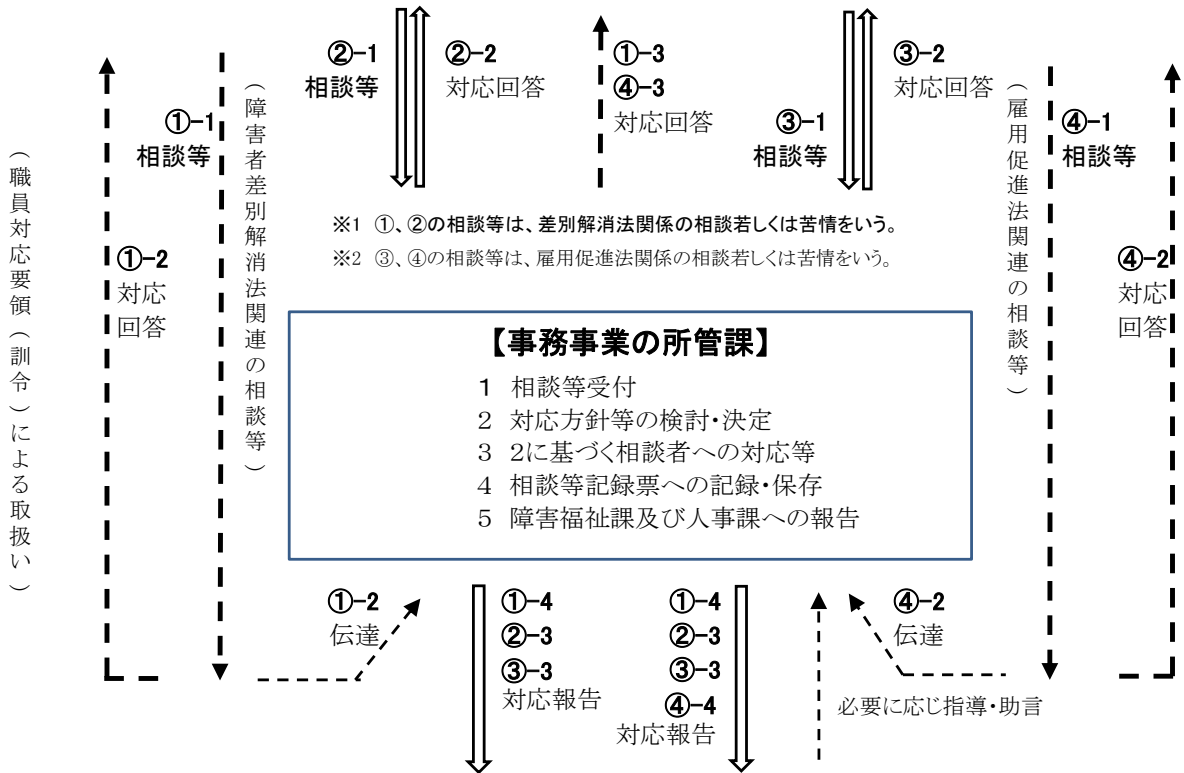 ②-1
相談等
②-2
対応回答
①-3
④-3
対応回答
③-1
相談等
③-2
対応回答
①-1
相談等
④-1
相談等
(職員対応要領(訓令)による取扱い)
(障害者差別解消法関連の相談等)
(雇用促進法関連の相談等)
①-2
対応
回答
④-2
対応
回答
※1 ①、②の相談等は、差別解消法関係の相談若しくは苦情をいう。
※2 ③、④の相談等は、雇用促進法関係の相談若しくは苦情をいう。
【事務事業の所管課】
1 相談等受付
2 対応方針等の検討・決定
3 2に基づく相談者への対応等
4 相談等記録票への記録・保存
5 障害福祉課及び人事課への報告
①-2
伝達
①-4
②-3
③-3
対応報告
①-4
②-3
③-3
④-4
対応報告
④-2
伝達
必要に応じ指導・助言